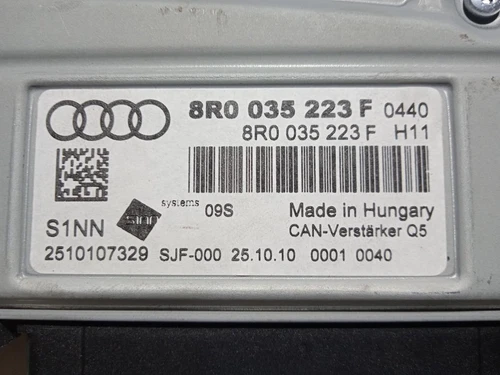 8R0 035 223 F 0440
8R0 035 223 F H11
systems 09S
Made in Hungary
S1NN
CAN-Verstärker Q5
2510107329 SJF-000 25.10.10 0001 0040